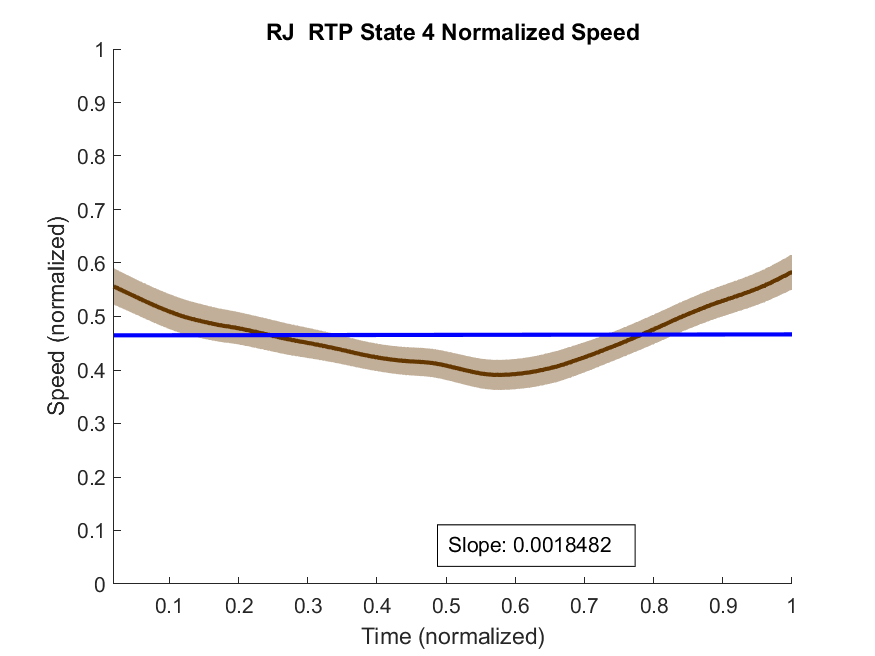 RJ  RTP State 4 Normalized Speed
1
0.9
0.8
0.7
0.6
0.5
0.4
0.3
0.2
0.1
0
Speed (normalized)
Slope: 0.0018482
0.1 0.2 0.3 0.4 0.5 0.6 0.7 0.8 0.9 1
Time (normalized)